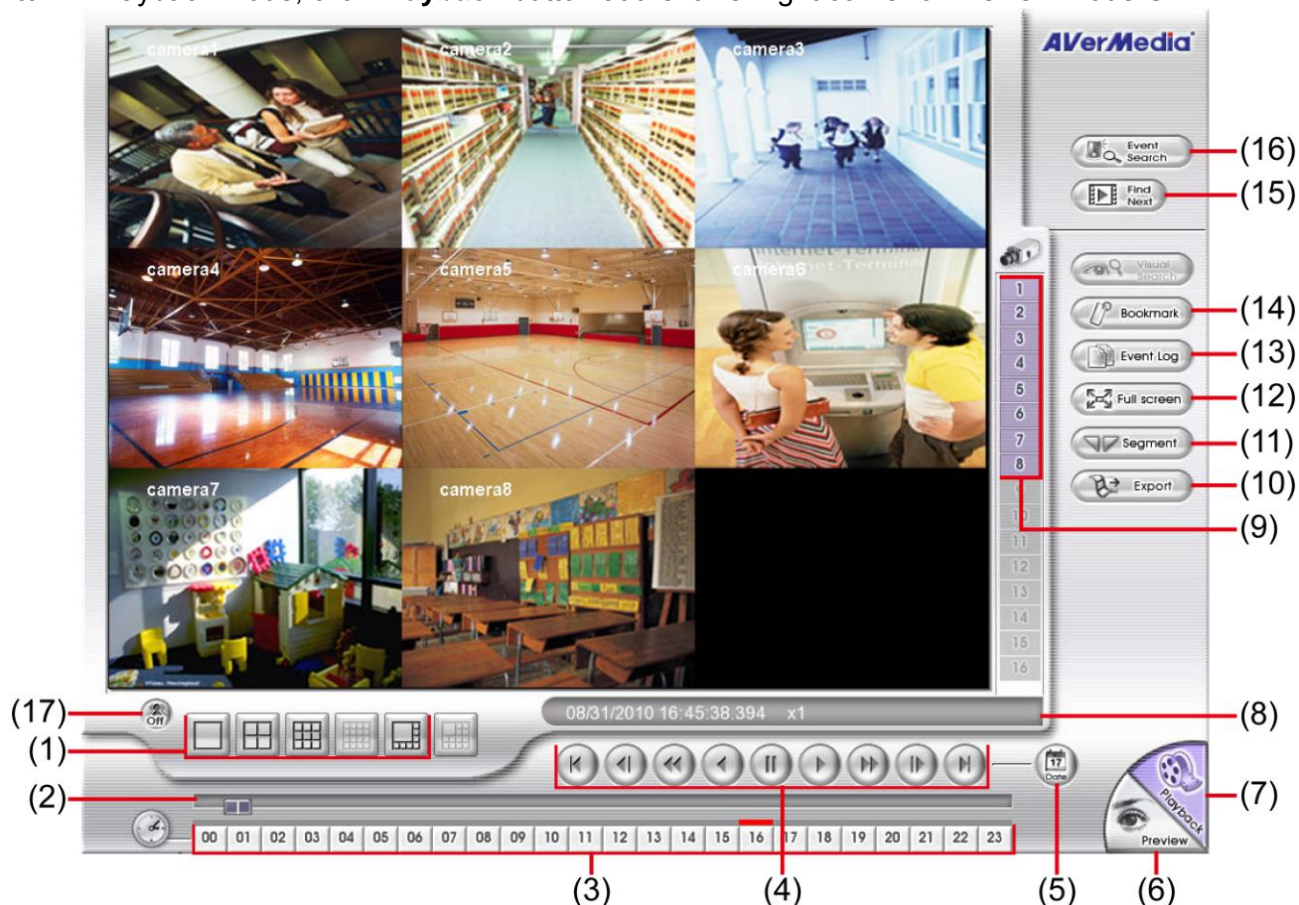 camera1
camera2
camera3
AVerMedia
Event Search
(16)
Find Next
(15)
camera4
camera5
camera6
Visual Search
1
2
3
4
5
6
7
8
10
11
12
13
14
15
16
Bookmark
(14)
Event Log
(13)
Full screen
(12)
Segment
(11)
Export
(10)
(9)
camera7
camera8
(17)
Off
(1)
08/31/2010 16:45:38.394 x1
(8)
17
Date
(2)
Playback
(7)
00 01 02 03 04 05 06 07 08 09 10 11 12 13 14 15 16 17 18 19 20 21 22 23
Preview
(3)
(4)
(5)
(6)